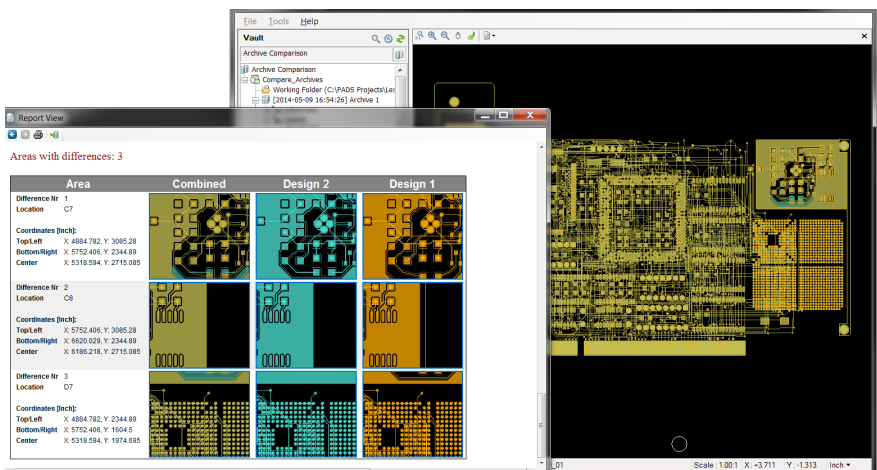 File Tools Help
Vault
Archive Comparison
Archive Comparison
Compare_Archives
Working Folder (C:\PADS Projects\Les
[2014-05-09 16:54:26] Archive 1
Report View
Areas with differences: 3
Area Combined Design 2 Design 1
Difference Nr 1
Location C7
Coordinates [Inch]:
Top/Left X: 4884.782, Y: 3085.28
Bottom/Right X: 5752.406, Y: 2344.89
Center X: 5318.594, Y: 2715.085
Difference Nr 2
Location C8
Coordinates [Inch]:
Top/Left X: 5752.406, Y: 3085.28
Bottom/Right X: 6620.029, Y: 2344.89
Center X: 6186.218, Y: 2715.085
Difference Nr 3
Location D7
Coordinates [Inch]:
Top/Left X: 4884.782, Y: 2344.89
Bottom/Right X: 5752.406, Y: 1604.5
Center X: 5318.594, Y: 1974.695
_01 Scale : 1.00:1 X: +3.711 Y: -1.313 Inch